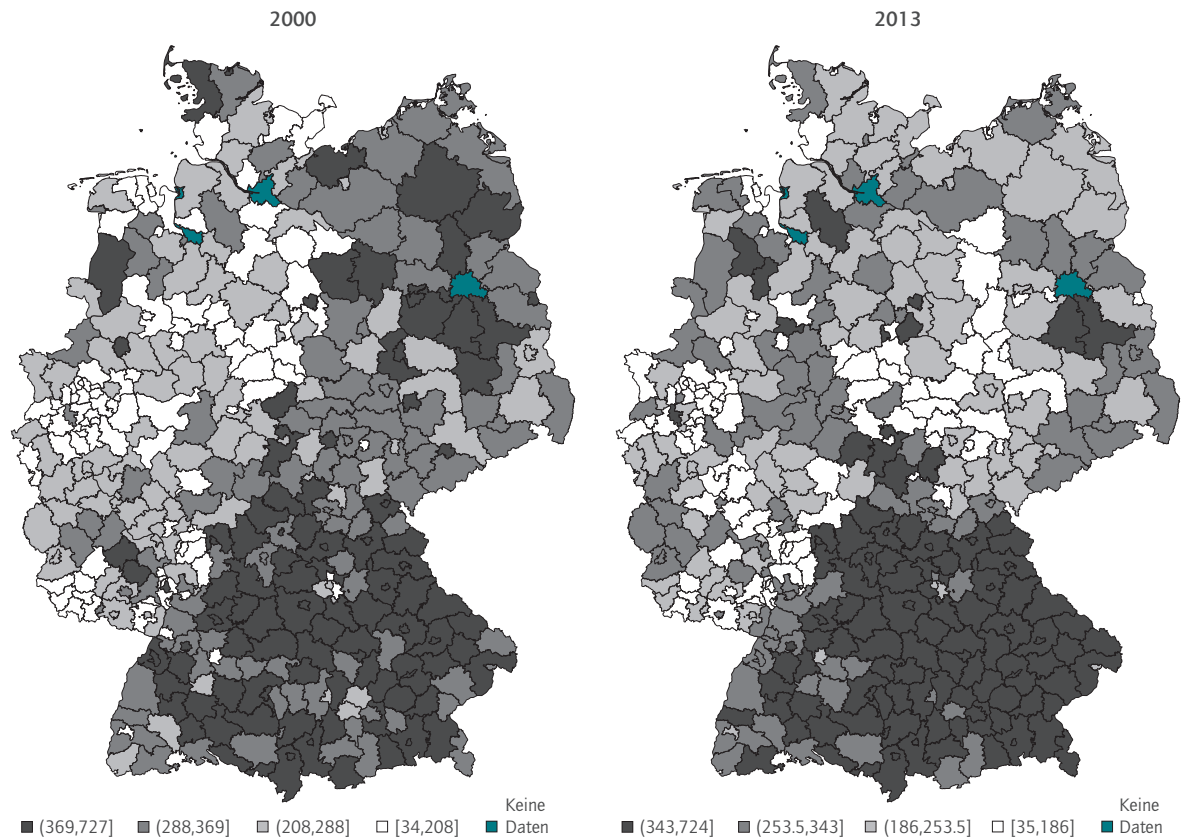 2000
2013
Keine
(369,727] (288,369] (208,288] [34,208] Daten
Keine
(343,724] (253.5,343] (186,253.5] [35,186] Daten